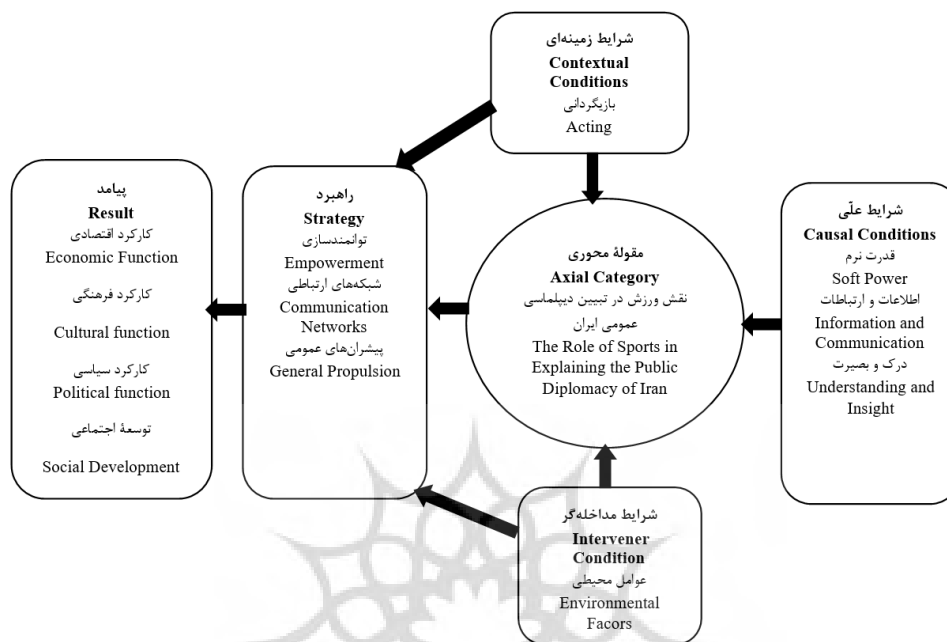 شرایط زمینه‌ای
Contextual
Conditions
بازیگردانی
Acting
پیامد
Result
کارکرد اقتصادی
Economic Function
کارکرد فرهنگی
Cultural function
کارکرد سیاسی
Political function
توسعهٔ اجتماعی
Social Development
راهبرد
Strategy
توانمندسازی
Empowerment
شبکه‌های ارتباطی
Communication
Networks
پیشران‌های عمومی
General Propulsion
مقولهٔ محوری
Axial Category
نقش ورزش در تبیین دیپلماسی
عمومی ایران
The Role of Sports in
Explaining the Public
Diplomacy of Iran
شرایط علّی
Causal Conditions
قدرت نرم
Soft Power
اطلاعات و ارتباطات
Information and
Communication
درک و بصیرت
Understanding and
Insight
شرایط مداخله‌گر
Intervener
Condition
عوامل محیطی
Environmental
Facors